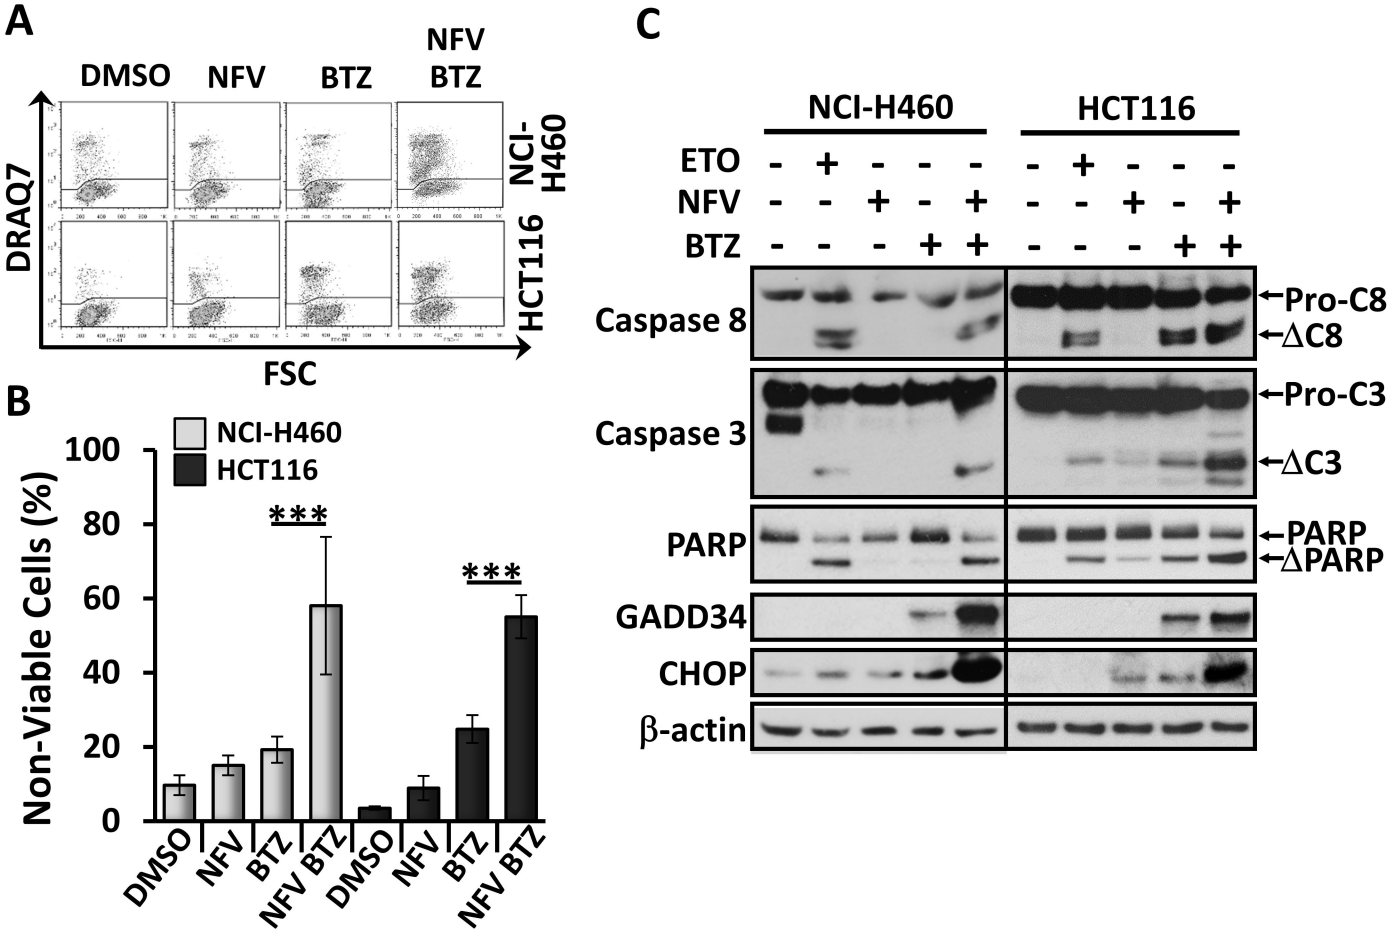 A
DMSO NFV BTZ NFV BTZ
DRAQ7
NCI-H460
HCT116
FSC
B
Non-Viable Cells (%)
NCI-H460
HCT116
100
80
60
40
20
0
***
***
DMSO NFV BTZ NFV BTZ DMSO NFV BTZ NFV BTZ
C
NCI-H460 HCT116
ETO - + - - - - + - - -
NFV - - + - + - - + - +
BTZ - - - + + - - - + +
Caspase 8
←Pro-C8
←ΔC8
Caspase 3
←Pro-C3
←ΔC3
PARP
←PARP
←ΔPARP
GADD34
CHOP
β-actin